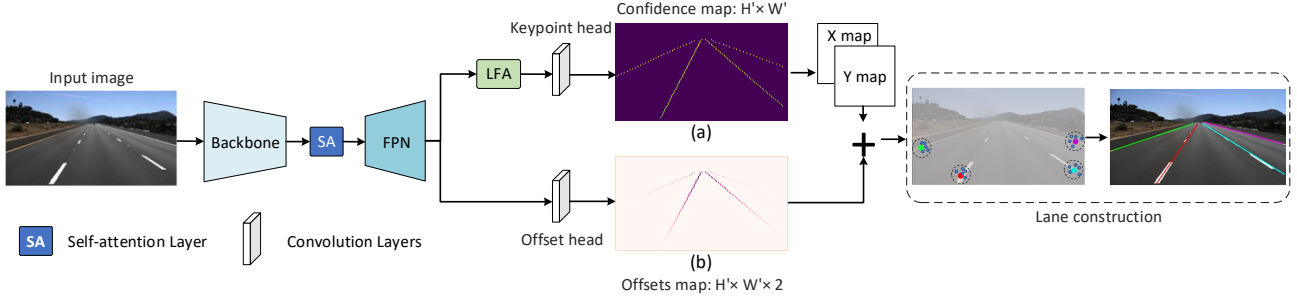 Input image
Backbone
SA
FPN
LFA
Keypoint head
Confidence map: H'× W'
(a)
X map
Y map
Offset head
(b)
Offsets map: H'× W'× 2
Lane construction
SA
Self-attention Layer
Convolution Layers